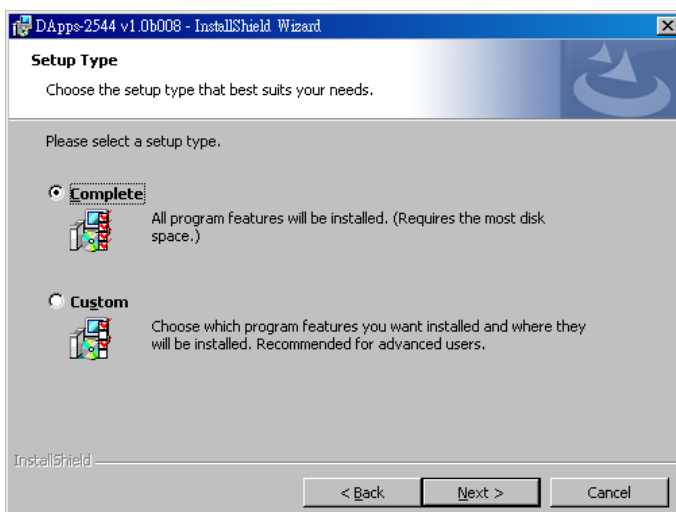 DApps-2544 v1.0b008 - InstallShield Wizard
Setup Type
Choose the setup type that best suits your needs.
Please select a setup type.
Complete
All program features will be installed. (Requires the most disk
space.)
Custom
Choose which program features you want installed and where they
will be installed. Recommended for advanced users.
InstallShield
< Back
Next >
Cancel